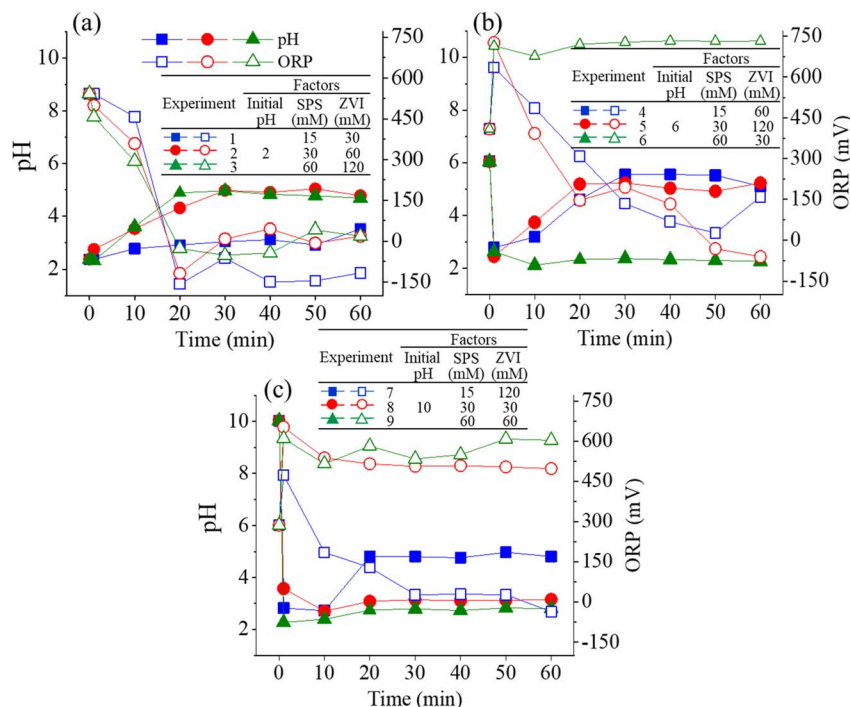 (a)
pH
ORP
Factors
Experiment Initial pH SPS (mM) ZVI (mM)
1 15 30
2 2 30 60
3 60 120
pH
10
8
6
4
2
750
600
450
300
150
0
-150
0 10 20 30 40 50 60
Time (min)
(b)
Factors
Experiment Initial pH SPS (mM) ZVI (mM)
4 15 60
5 6 30 120
6 60 30
10
8
6
4
2
750
600
450
300
150
0
-150
ORP (mV)
0 10 20 30 40 50 60
Time (min)
(c)
Factors
Experiment Initial pH SPS (mM) ZVI (mM)
7 15 120
8 10 30 30
9 60 60
pH
10
8
6
4
2
750
600
450
300
150
0
-150
ORP (mV)
0 10 20 30 40 50 60
Time (min)